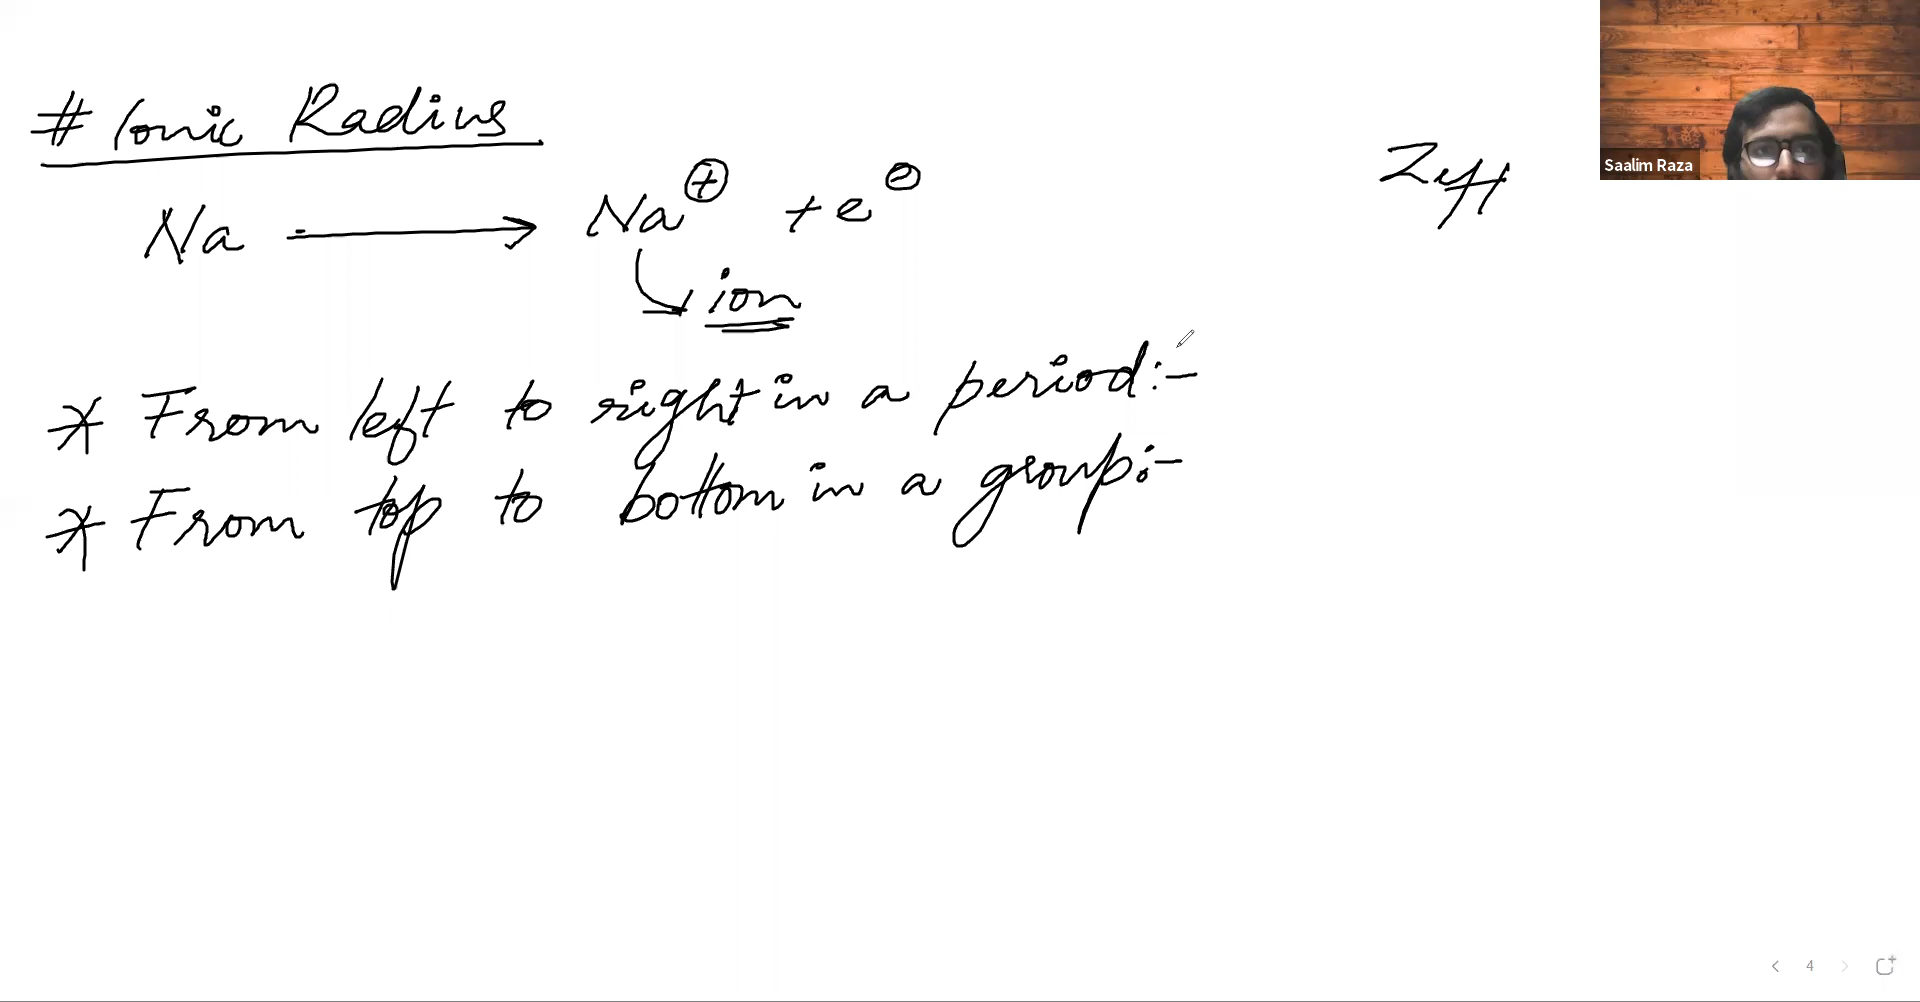 # Ionic Radius
Zeff
Saalim Raza
Na ⟶ Na⊕ + e⊖
ion
* From left to right in a period:-
* From top to bottom in a group:-
4